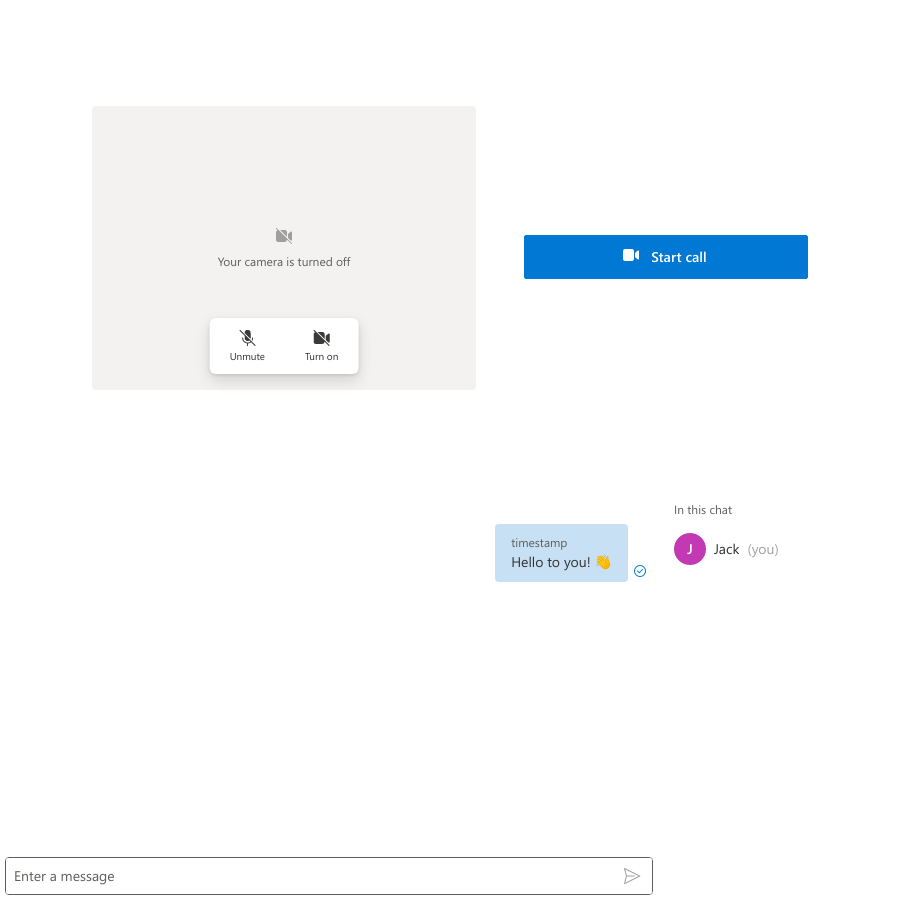 Your camera is turned off
Unmute
Turn on
Start call
timestamp
Hello to you! 👋
In this chat
J
Jack (you)
Enter a message